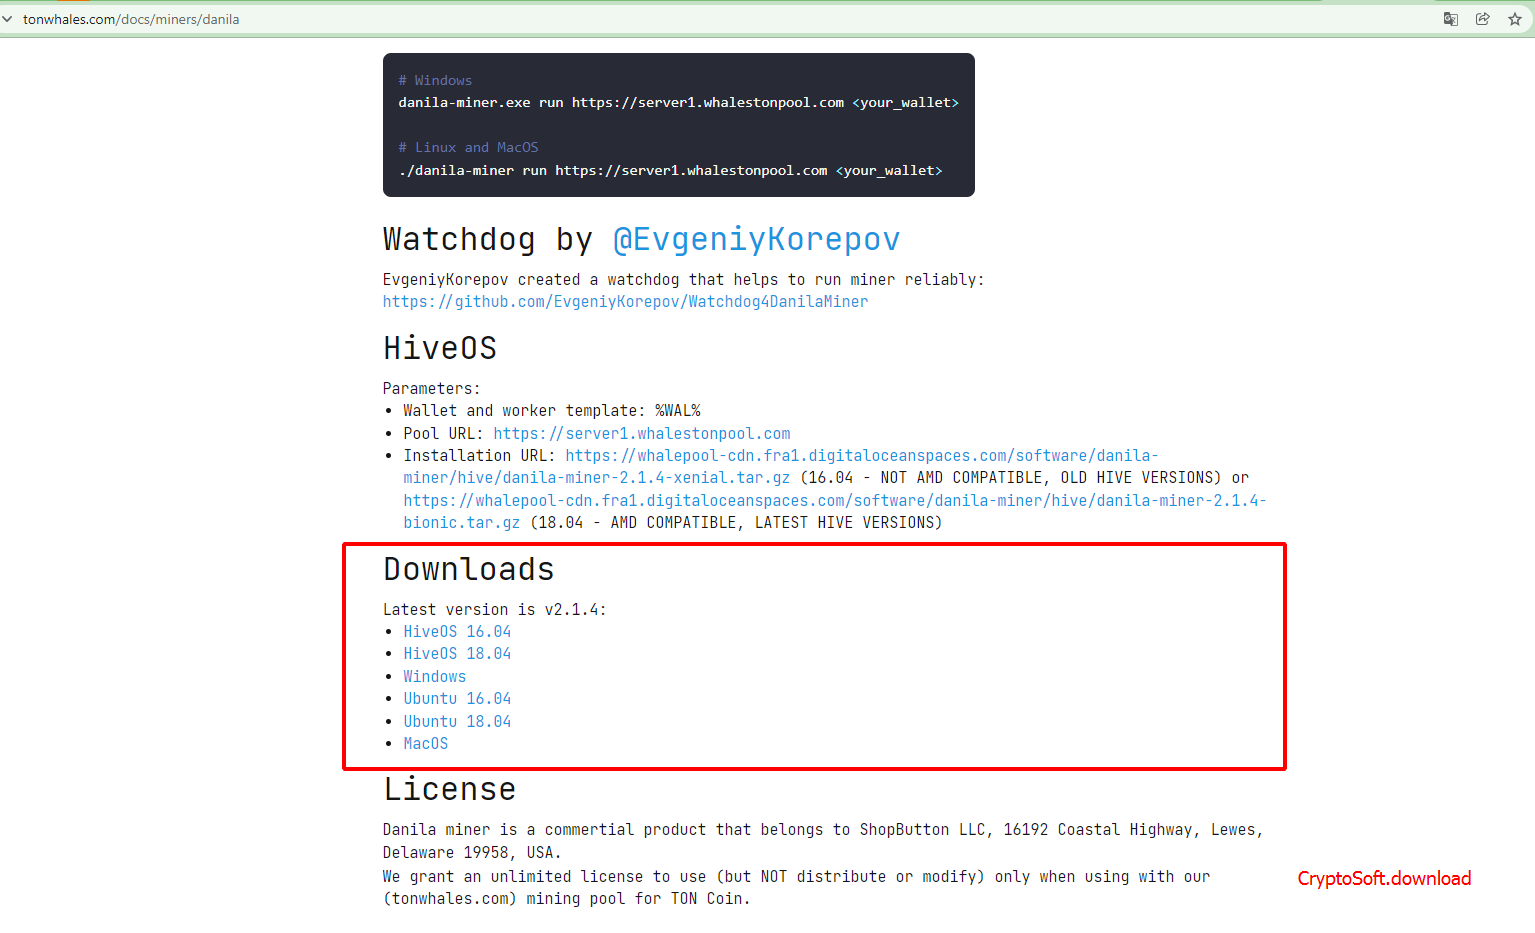 tonwhales.com/docs/miners/danila
# Windows
danila-miner.exe run https://server1.whalestonpool.com <your_wallet>
# Linux and MacOS
./danila-miner run https://server1.whalestonpool.com <your_wallet>
Watchdog by @EvgeniyKorepov
EvgeniyKorepov created a watchdog that helps to run miner reliably:
https://github.com/EvgeniyKorepov/Watchdog4DanilaMiner
HiveOS
Parameters:
• Wallet and worker template: %WAL%
• Pool URL: https://server1.whalestonpool.com
• Installation URL: https://whalepool-cdn.fra1.digitaloceanspaces.com/software/danila-
miner/hive/danila-miner-2.1.4-xenial.tar.gz (16.04 - NOT AMD COMPATIBLE, OLD HIVE VERSIONS) or
https://whalepool-cdn.fra1.digitaloceanspaces.com/software/danila-miner/hive/danila-miner-2.1.4-
bionic.tar.gz (18.04 - AMD COMPATIBLE, LATEST HIVE VERSIONS)
Downloads
Latest version is v2.1.4:
• HiveOS 16.04
• HiveOS 18.04
• Windows
• Ubuntu 16.04
• Ubuntu 18.04
• MacOS
License
Danila miner is a commertial product that belongs to ShopButton LLC, 16192 Coastal Highway, Lewes,
Delaware 19958, USA.
We grant an unlimited license to use (but NOT distribute or modify) only when using with our
(tonwhales.com) mining pool for TON Coin.
CryptoSoft.download